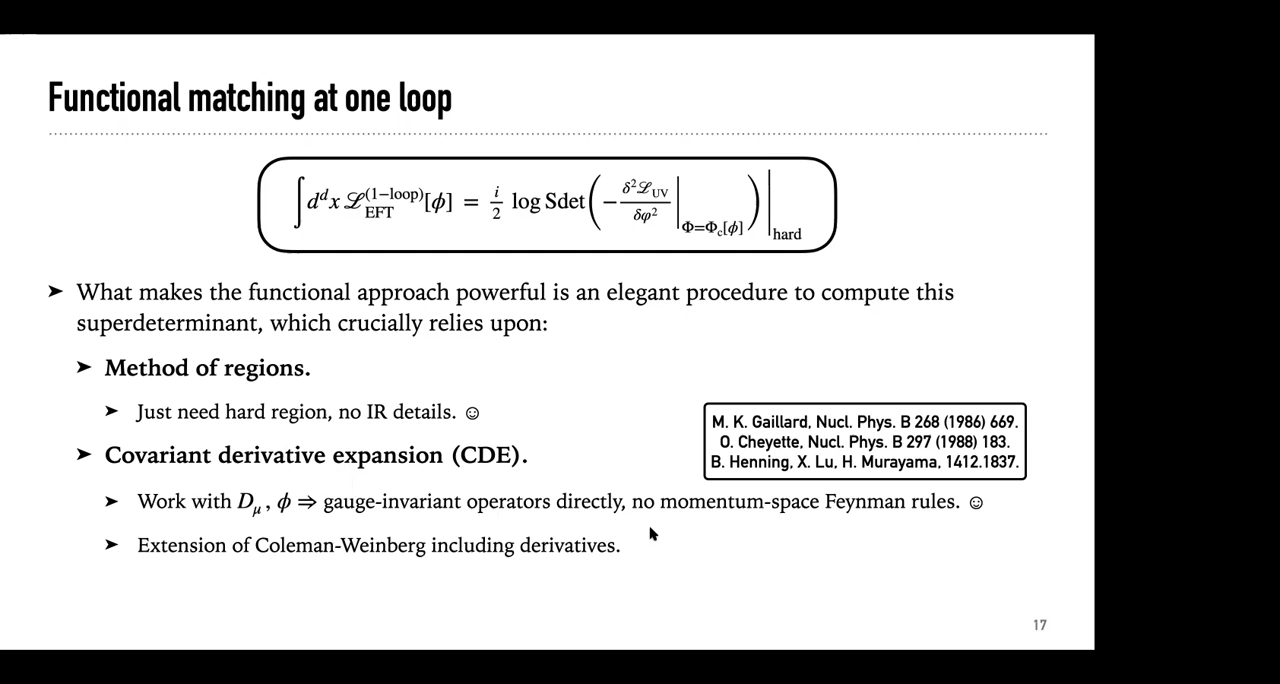 Functional matching at one loop
∫ dᵈx ℒ_EFT^(1−loop)[ϕ] = i/2 log Sdet(−δ²ℒ_UV/δφ² |_Φ=Φ_c[ϕ])|_hard
➤ What makes the functional approach powerful is an elegant procedure to compute this
superdeterminant, which crucially relies upon:
➤ Method of regions.
➤ Just need hard region, no IR details. ☺
➤ Covariant derivative expansion (CDE).
M. K. Gaillard, Nucl. Phys. B 268 (1986) 669.
O. Cheyette, Nucl. Phys. B 297 (1988) 183.
B. Henning, X. Lu, H. Murayama, 1412.1837.
➤ Work with D_μ, ϕ ⇒ gauge-invariant operators directly, no momentum-space Feynman rules. ☺
➤ Extension of Coleman-Weinberg including derivatives.
17